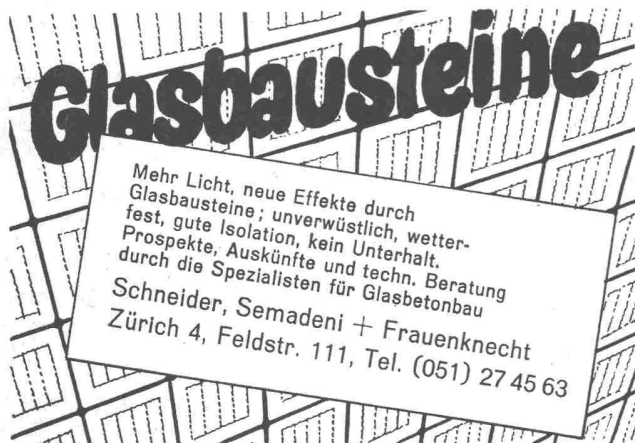 Glasbausteine
Mehr Licht, neue Effekte durch
Glasbausteine; unverwüstlich, wetter-
fest, gute Isolation, kein Unterhalt.
Prospekte, Auskünfte und techn. Beratung
durch die Spezialisten für Glasbetonbau
Schneider, Semadeni + Frauenknecht
Zürich 4, Feldstr. 111, Tel. (051) 27 45 63